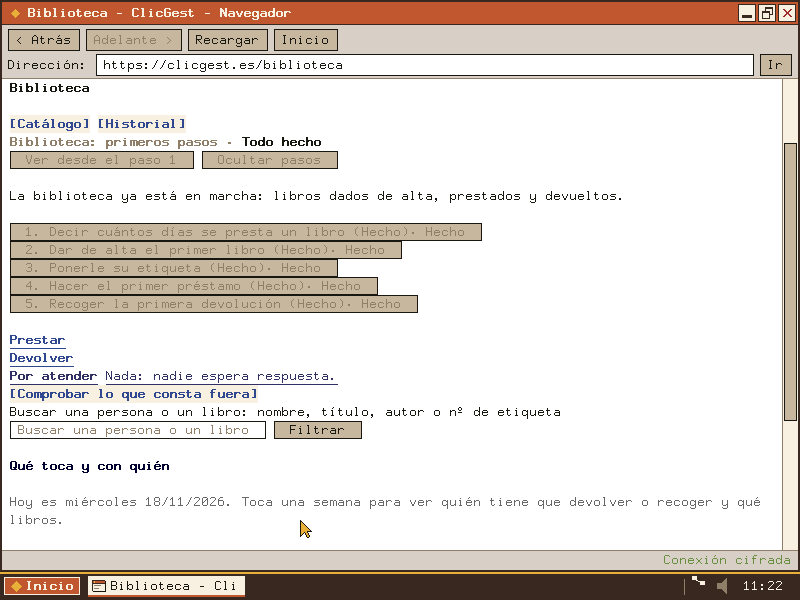 Biblioteca - ClicGest - Navegador
< Atrás Adelante > Recargar Inicio
Dirección: https://clicgest.es/biblioteca Ir
Biblioteca
[Catálogo] [Historial]
Biblioteca: primeros pasos · Todo hecho
Ver desde el paso 1 Ocultar pasos
La biblioteca ya está en marcha: libros dados de alta, prestados y devueltos.
1. Decir cuántos días se presta un libro (Hecho)· Hecho
2. Dar de alta el primer libro (Hecho)· Hecho
3. Ponerle su etiqueta (Hecho)· Hecho
4. Hacer el primer préstamo (Hecho)· Hecho
5. Recoger la primera devolución (Hecho)· Hecho
Prestar
Devolver
Por atender Nada: nadie espera respuesta.
[Comprobar lo que consta fuera]
Buscar una persona o un libro: nombre, título, autor o nº de etiqueta
Buscar una persona o un libro Filtrar
Qué toca y con quién
Hoy es miércoles 18/11/2026. Toca una semana para ver quién tiene que devolver o recoger y qué
libros.
Conexión cifrada
Inicio Biblioteca - Cli 11:22